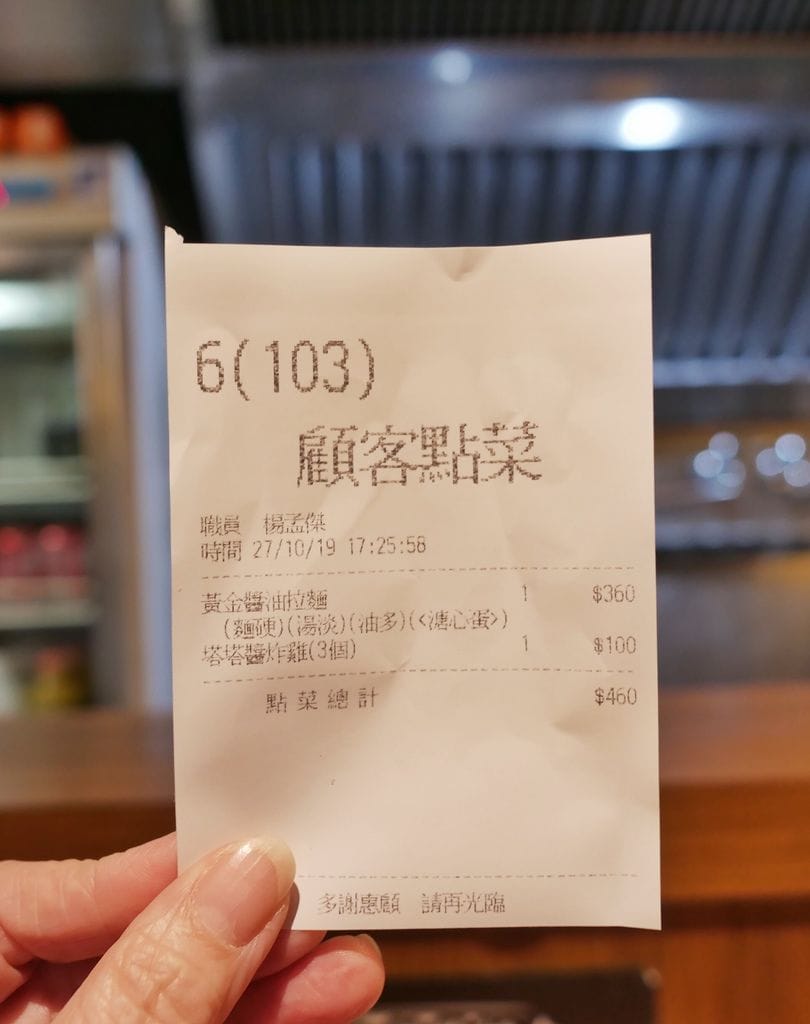 6(103)
顧客點菜
職員 楊孟傑
時間 27/10/19 17:25:58
黃金醬油拉麵 1 $360
(麵硬)(湯淡)(油多)(<溏心蛋>)
塔塔醬炸雞(3個) 1 $100
點菜總計 $460
多謝惠顧 請再光臨